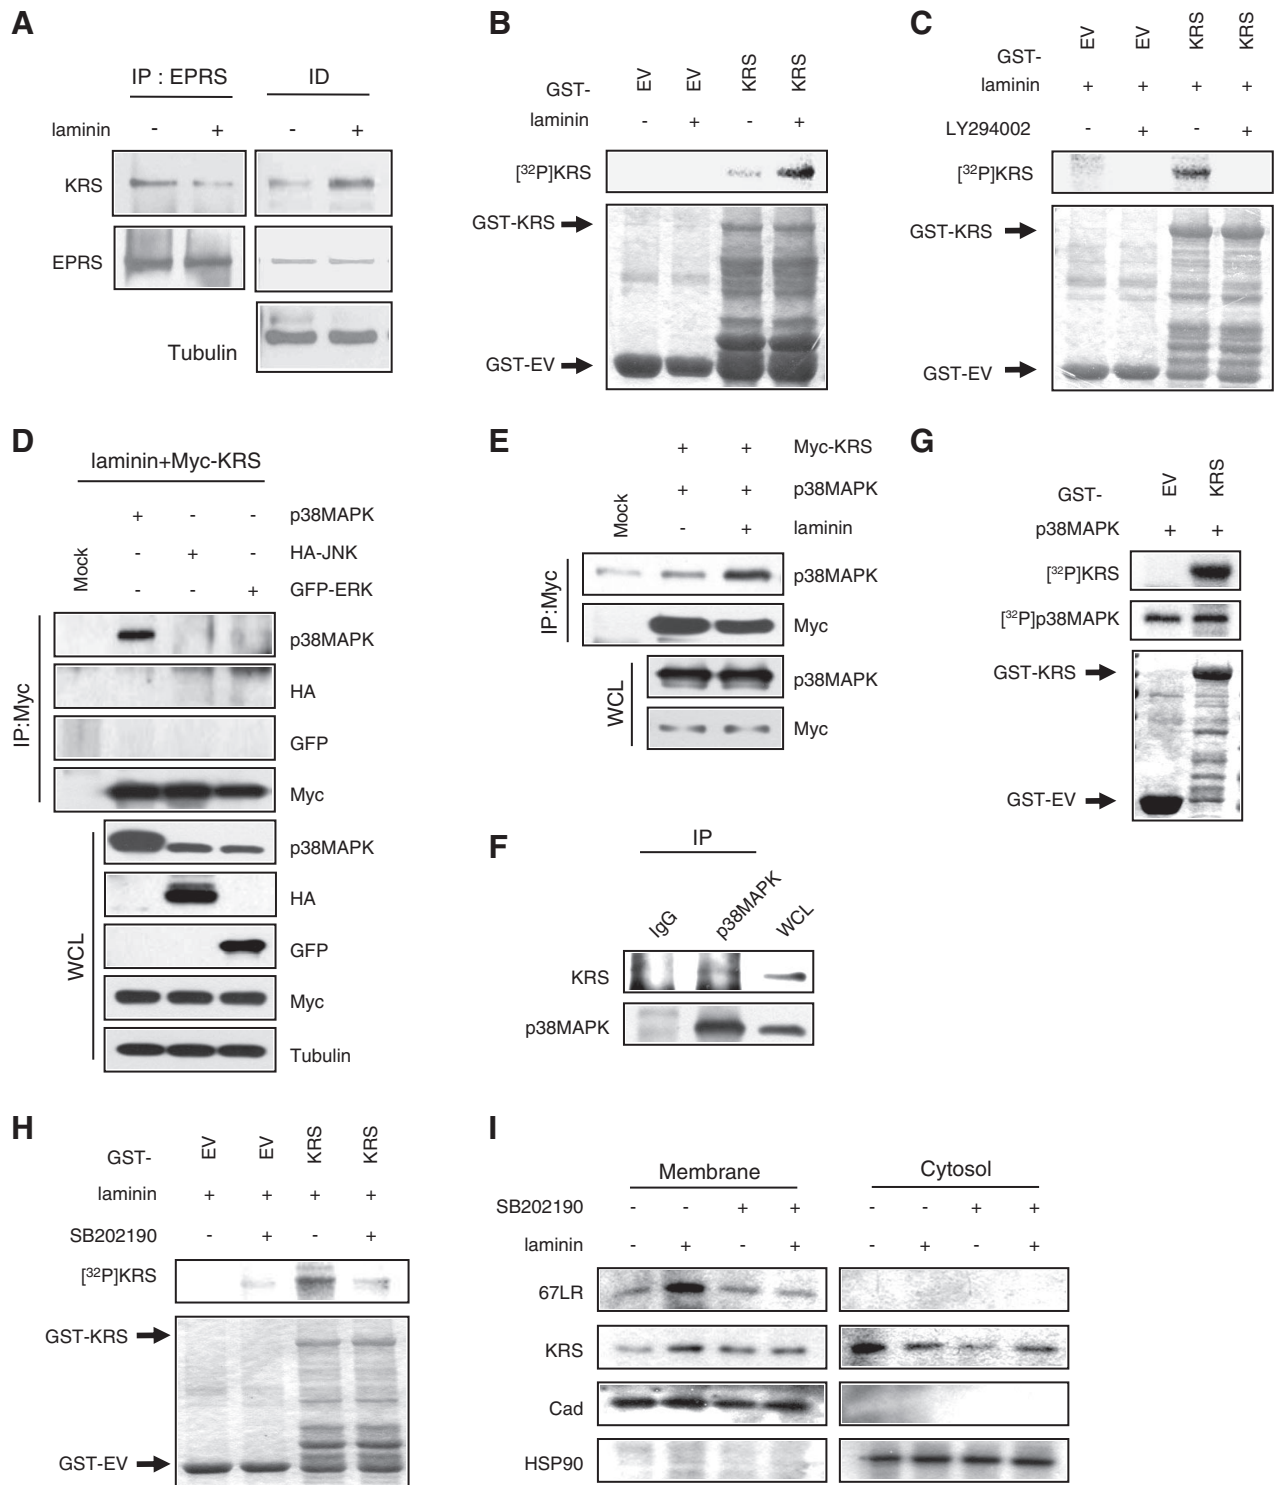 A
IP : EPRS
ID
laminin
- + - +
KRS
EPRS
Tubulin
B
GST-
EV EV KRS KRS
laminin
- + - +
[32P]KRS
GST-KRS
GST-EV
C
GST-
EV EV KRS KRS
laminin
+ + + +
LY294002
- + - +
[32P]KRS
GST-KRS
GST-EV
D
laminin+Myc-KRS
Mock
+ - - p38MAPK
- + - HA-JNK
- - + GFP-ERK
IP:Myc
p38MAPK
HA
GFP
Myc
WCL
p38MAPK
HA
GFP
Myc
Tubulin
E
Mock
+ + Myc-KRS
+ + p38MAPK
- + laminin
IP:Myc
p38MAPK
Myc
WCL
p38MAPK
Myc
F
IP
IgG
p38MAPK
WCL
KRS
p38MAPK
G
GST-
EV KRS
p38MAPK + +
[32P]KRS
[32P]p38MAPK
GST-KRS
GST-EV
H
GST-
EV EV KRS KRS
laminin + + + +
SB202190 - + - +
[32P]KRS
GST-KRS
GST-EV
I
Membrane
Cytosol
SB202190 - - + + - - + +
laminin - + - + - + - +
67LR
KRS
Cad
HSP90